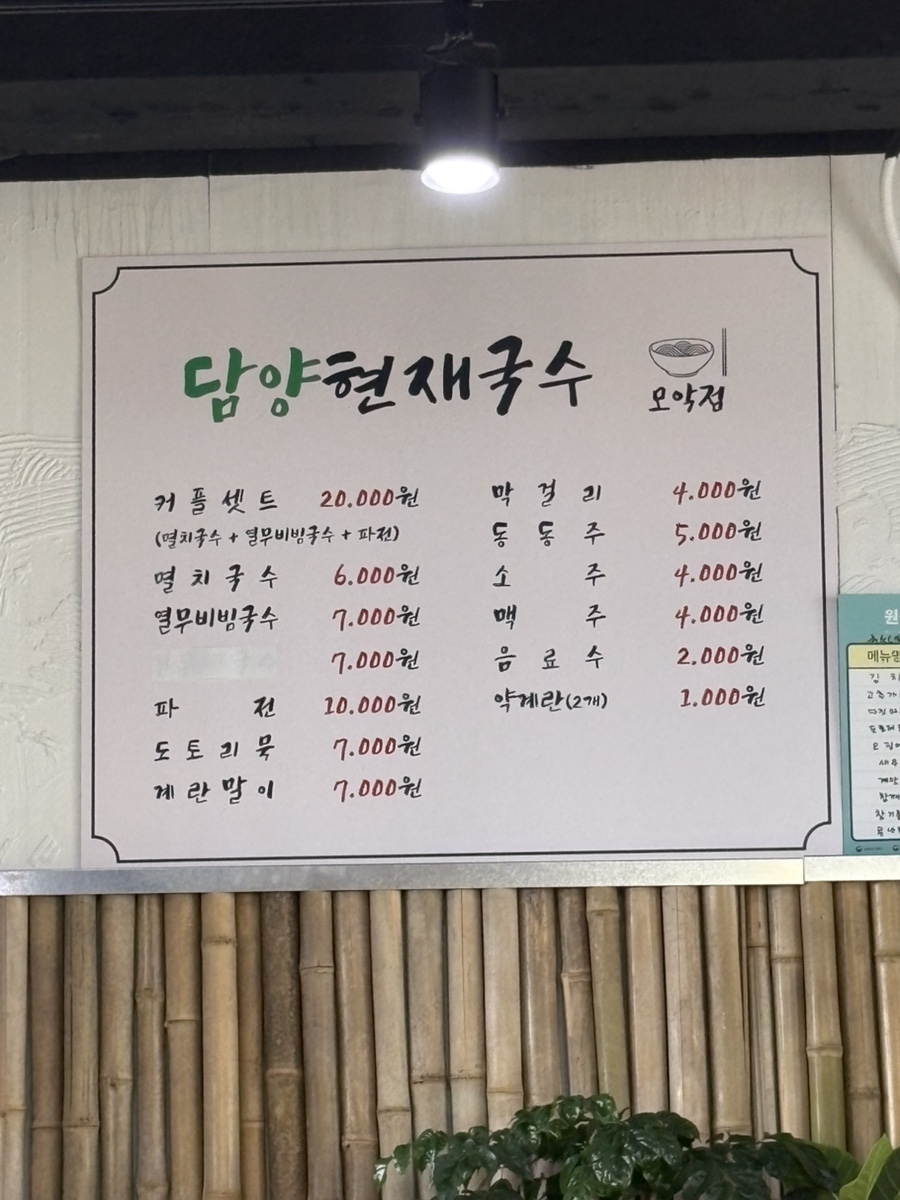 담양현재국수
모악점
커플셋트 20.000원
(멸치국수 + 열무비빔국수 + 파전)
멸치국수 6.000원
열무비빔국수 7.000원
7.000원
파전 10.000원
도토리묵 7.000원
계란말이 7.000원
막걸리 4.000원
동동주 5.000원
소주 4.000원
맥주 4.000원
음료수 2.000원
약계란(2개) 1.000원
원
메뉴명